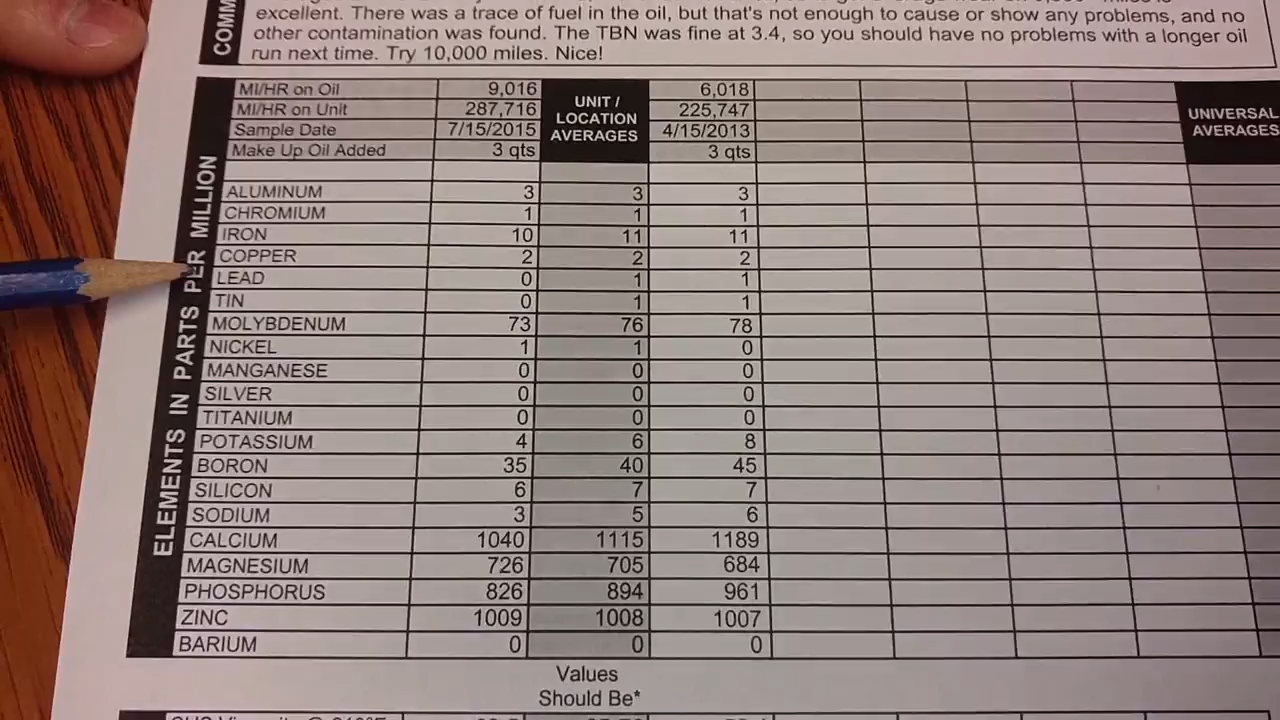 COMM
excellent. There was a trace of fuel in the oil, but that's not enough to cause or show any problems, and no
other contamination was found. The TBN was fine at 3.4, so you should have no problems with a longer oil
run next time. Try 10,000 miles. Nice!
MI/HR on Oil 9,016 UNIT / LOCATION AVERAGES 6,018 UNIVERSAL AVERAGES
MI/HR on Unit 287,716 225,747
Sample Date 7/15/2015 4/15/2013
Make Up Oil Added 3 qts 3 qts
ELEMENTS IN PARTS PER MILLION
ALUMINUM 3 3 3
CHROMIUM 1 1 1
IRON 10 11 11
COPPER 2 2 2
LEAD 0 1 1
TIN 0 1 1
MOLYBDENUM 73 76 78
NICKEL 1 1 0
MANGANESE 0 0 0
SILVER 0 0 0
TITANIUM 0 0 0
POTASSIUM 4 6 8
BORON 35 40 45
SILICON 6 7 7
SODIUM 3 5 6
CALCIUM 1040 1115 1189
MAGNESIUM 726 705 684
PHOSPHORUS 826 894 961
ZINC 1009 1008 1007
BARIUM 0 0 0
Values
Should Be*